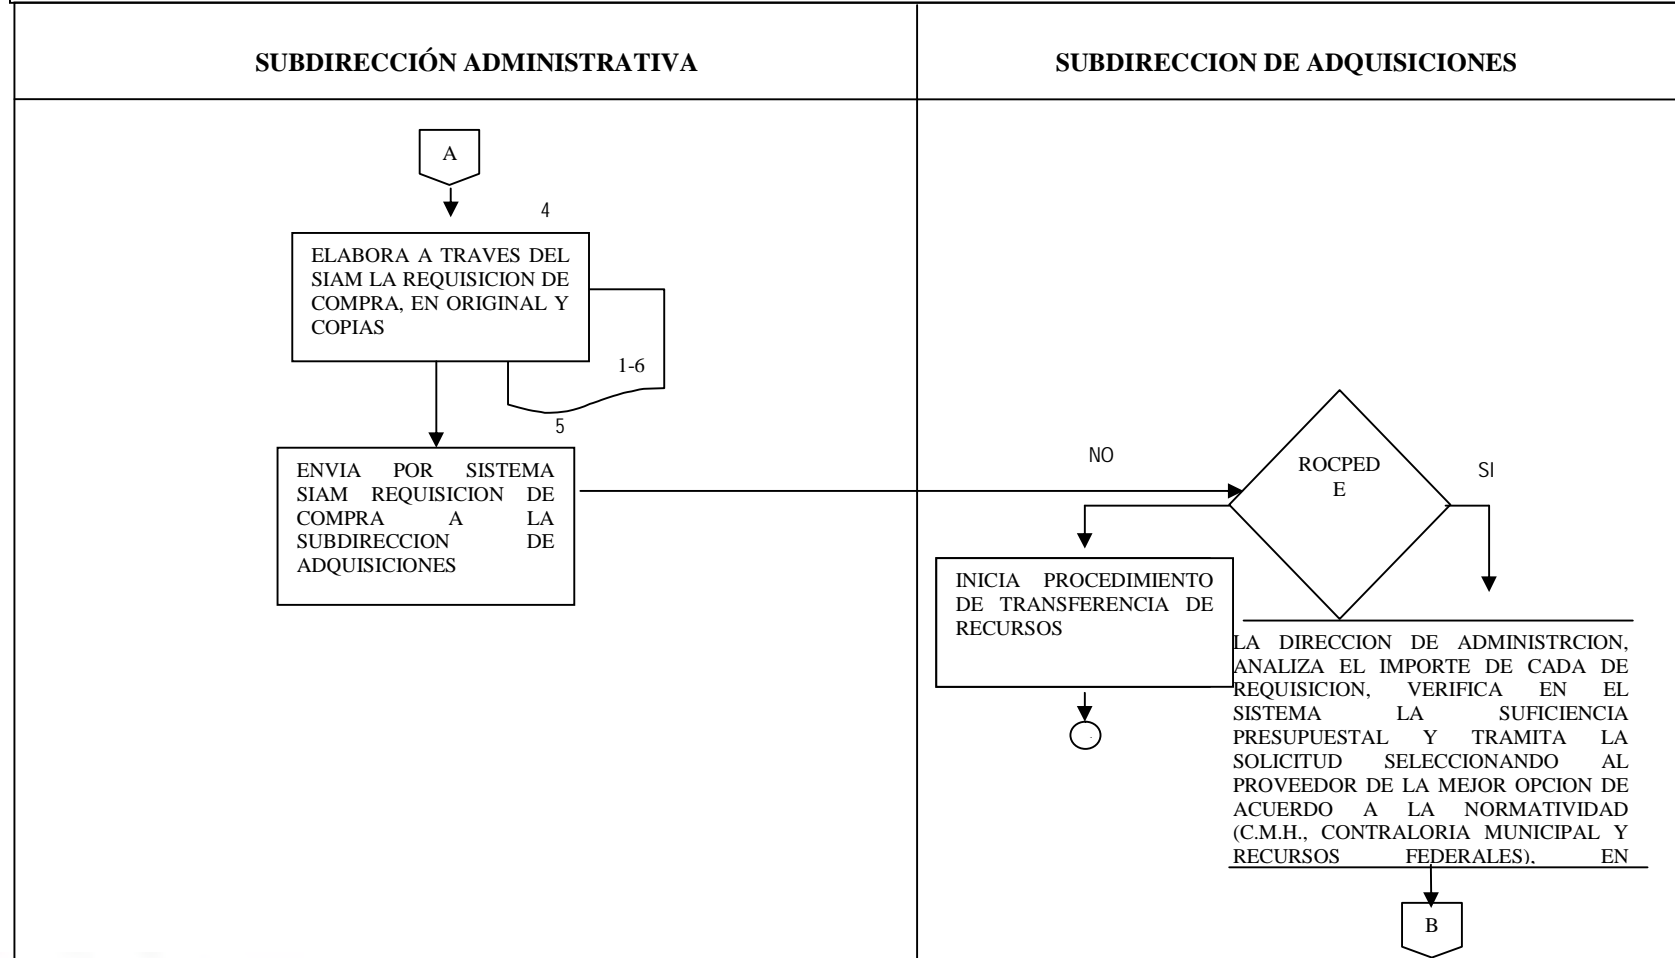 SUBDIRECCIÓN ADMINISTRATIVA
SUBDIRECCION DE ADQUISICIONES
A
4
ELABORA A TRAVES DEL
SIAM LA REQUISICION DE
COMPRA, EN ORIGINAL Y
COPIAS
1-6
5
ENVIA POR SISTEMA
SIAM REQUISICION DE
COMPRA A LA
SUBDIRECCION DE
ADQUISICIONES
NO
ROCPED
E
SI
INICIA PROCEDIMIENTO
DE TRANSFERENCIA DE
RECURSOS
LA DIRECCION DE ADMINISTRCION,
ANALIZA EL IMPORTE DE CADA DE
REQUISICION, VERIFICA EN EL
SISTEMA LA SUFICIENCIA
PRESUPUESTAL Y TRAMITA LA
SOLICITUD SELECCIONANDO AL
PROVEEDOR DE LA MEJOR OPCION DE
ACUERDO A LA NORMATIVIDAD
(C.M.H., CONTRALORIA MUNICIPAL Y
RECURSOS FEDERALES), EN
B